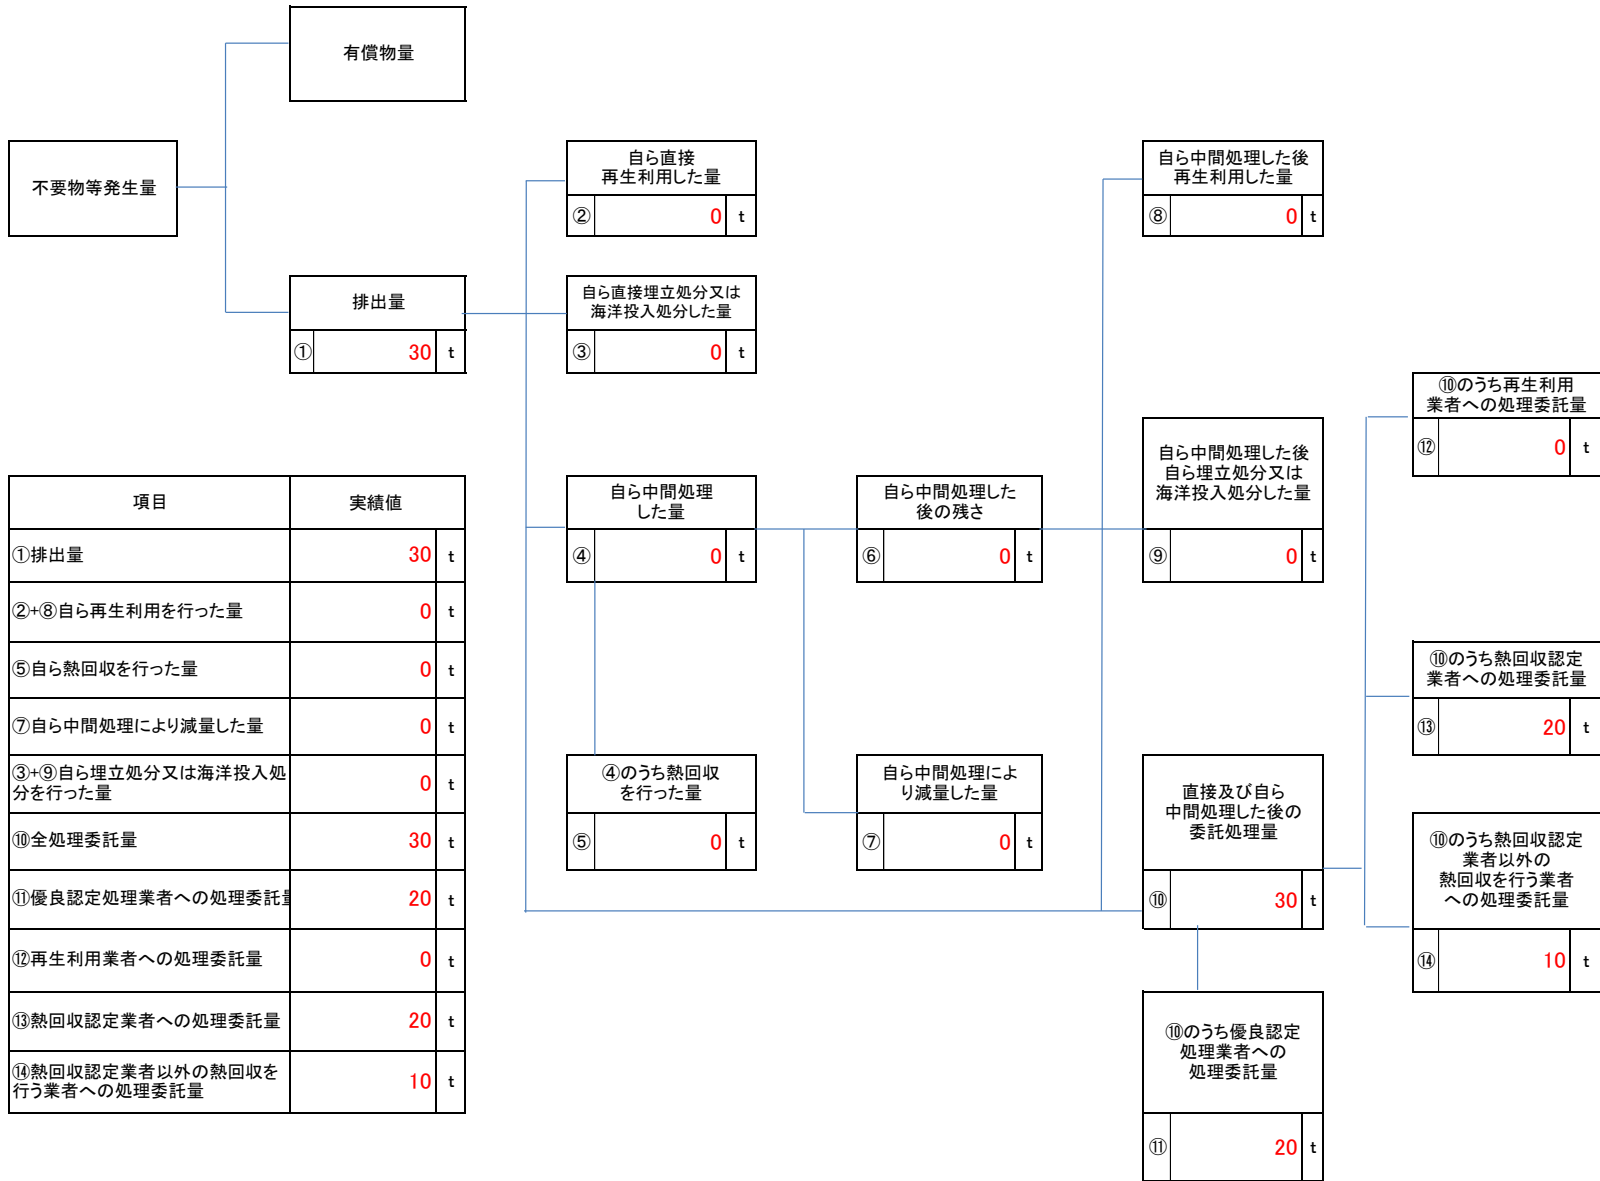 有償物量
不要物等発生量
排出量
① 30 t
自ら直接
再生利用した量
② 0 t
自ら直接埋立処分又は
海洋投入処分した量
③ 0 t
自ら中間処理
した量
④ 0 t
④のうち熱回収
を行った量
⑤ 0 t
自ら中間処理した
後の残さ
⑥ 0 t
自ら中間処理によ
り減量した量
⑦ 0 t
自ら中間処理した後
再生利用した量
⑧ 0 t
自ら中間処理した後
自ら埋立処分又は
海洋投入処分した量
⑨ 0 t
直接及び自ら
中間処理した後の
委託処理量
⑩ 30 t
⑩のうち優良認定
処理業者への
処理委託量
⑪ 20 t
⑩のうち再生利用
業者への処理委託量
⑫ 0 t
⑩のうち熱回収認定
業者への処理委託量
⑬ 20 t
⑩のうち熱回収認定
業者以外の
熱回収を行う業者
への処理委託量
⑭ 10 t
項目 実績値
①排出量 30 t
②+⑧自ら再生利用を行った量 0 t
⑤自ら熱回収を行った量 0 t
⑦自ら中間処理により減量した量 0 t
③+⑨自ら埋立処分又は海洋投入処
分を行った量 0 t
⑩全処理委託量 30 t
⑪優良認定処理業者への処理委託量 20 t
⑫再生利用業者への処理委託量 0 t
⑬熱回収認定業者への処理委託量 20 t
⑭熱回収認定業者以外の熱回収を
行う業者への処理委託量 10 t